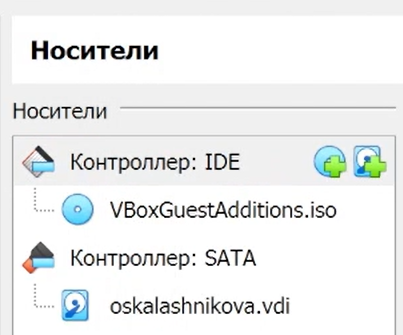 Носители
Носители
Контроллер: IDE
VBoxGuestAdditions.iso
Контроллер: SATA
oskalashnikova.vdi